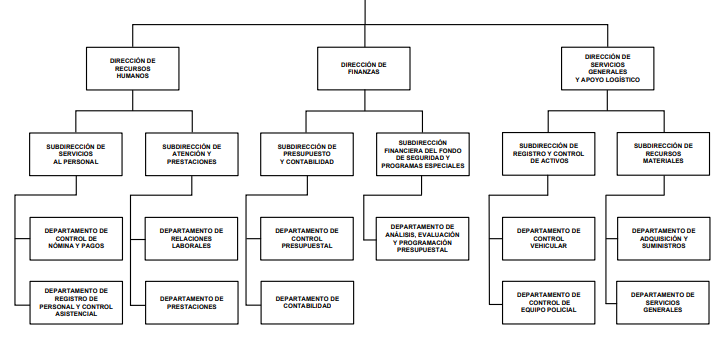 DIRECCIÓN DE
RECURSOS
HUMANOS
DIRECCIÓN DE
FINANZAS
DIRECCIÓN DE
SERVICIOS
GENERALES
Y APOYO LOGÍSTICO
SUBDIRECCIÓN DE
SERVICIOS
AL PERSONAL
SUBDIRECCIÓN DE
ATENCIÓN Y
PRESTACIONES
SUBDIRECCIÓN DE
PRESUPUESTO
Y CONTABILIDAD
SUBDIRECCIÓN
FINANCIERA DEL FONDO
DE SEGURIDAD Y
PROGRAMAS ESPECIALES
SUBDIRECCIÓN DE
REGISTRO Y CONTROL
DE ACTIVOS
SUBDIRECCIÓN DE
RECURSOS
MATERIALES
DEPARTAMENTO DE
CONTROL DE
NÓMINA Y PAGOS
DEPARTAMENTO DE
RELACIONES
LABORALES
DEPARTAMENTO DE
CONTROL
PRESUPUESTAL
DEPARTAMENTO DE
ANÁLISIS, EVALUACIÓN
Y PROGRAMACIÓN
PRESUPUESTAL
DEPARTAMENTO DE
CONTROL
VEHICULAR
DEPARTAMENTO DE
ADQUISICIÓN Y
SUMINISTROS
DEPARTAMENTO DE
REGISTRO DE
PERSONAL Y CONTROL
ASISTENCIAL
DEPARTAMENTO DE
PRESTACIONES
DEPARTAMENTO DE
CONTABILIDAD
DEPARTAMENTO DE
CONTROL DE
EQUIPO POLICIAL
DEPARTAMENTO DE
SERVICIOS
GENERALES